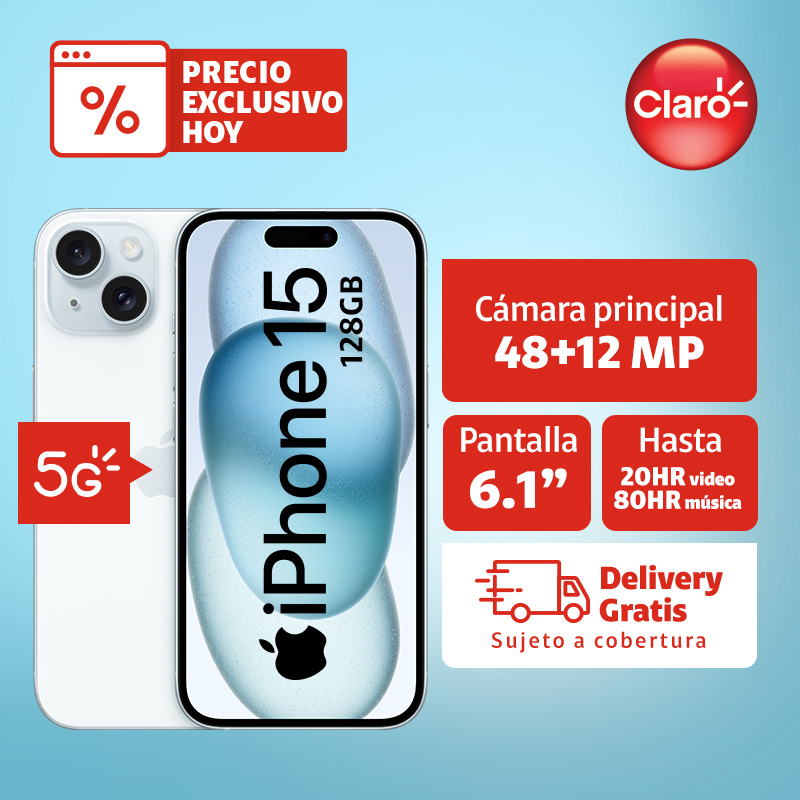 %
PRECIO
EXCLUSIVO
HOY
Claro
iPhone 15
128GB
5G
Cámara principal
48+12 MP
Pantalla
6.1”
Hasta
20HR video
80HR música
Delivery
Gratis
Sujeto a cobertura